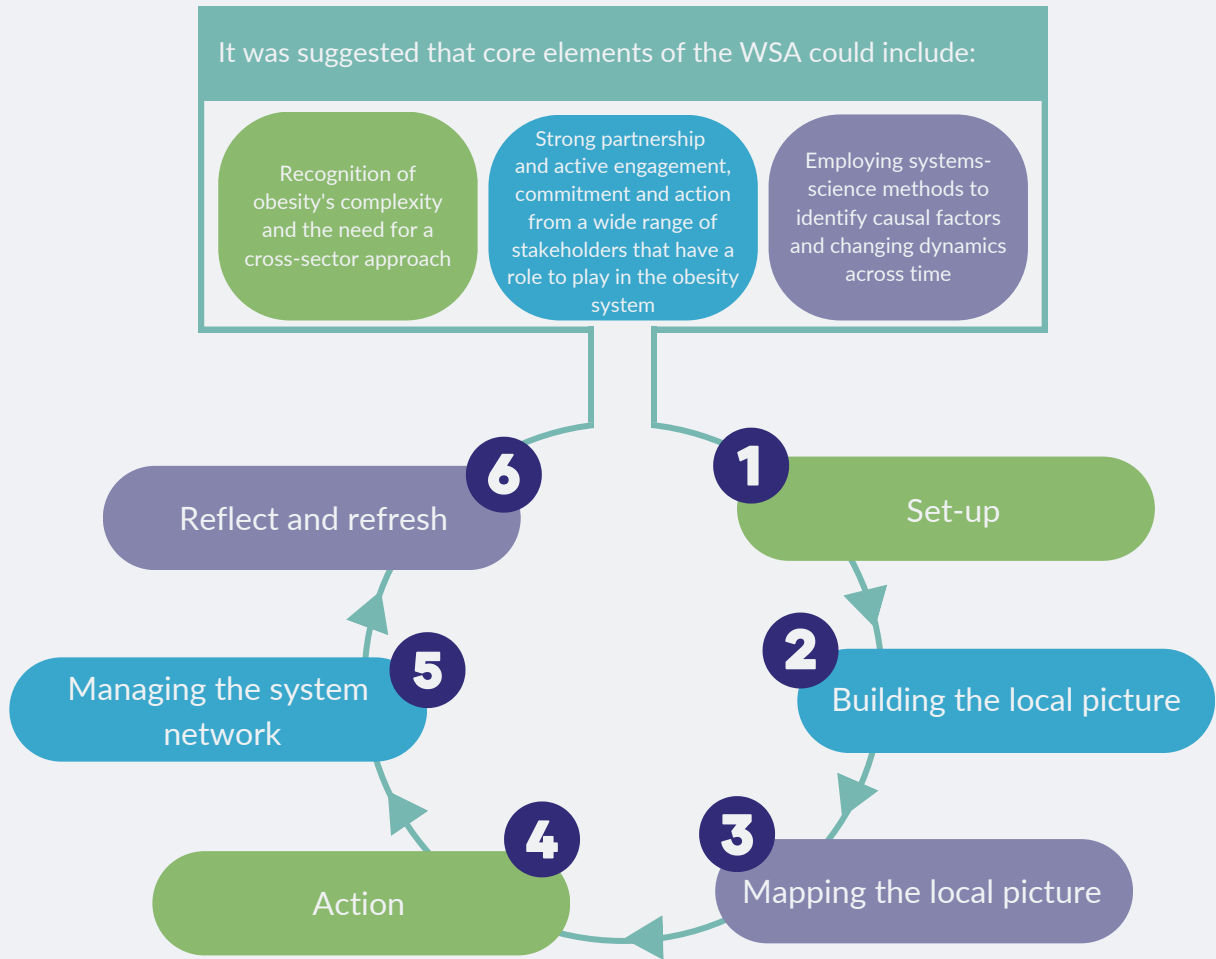 It was suggested that core elements of the WSA could include:
Recognition of
obesity's complexity
and the need for a
cross-sector approach
Strong partnership
and active engagement,
commitment and action
from a wide range of
stakeholders that have a
role to play in the obesity
system
Employing systems-
science methods to
identify causal factors
and changing dynamics
across time
1
Set-up
2
Building the local picture
3
Mapping the local picture
4
Action
5
Managing the system
network
6
Reflect and refresh